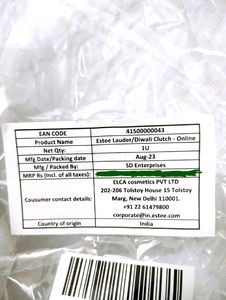 EAN CODE 41500000043
Product Name Estee Lauder/Diwali Clutch - Online
Net Qty: 1U
Mfg Date/Packing date Aug-23
Mfg / Packed By: SD Enterprises
MRP Rs (Incl. of all taxes):
ELCA cosmetics PVT LTD
202-206 Tolstoy House 15 Tolstoy
Cousumer contact details: Marg, New Delhi 110001.
+91 22 61479800
corporate@in.estee.com
Country of origin India